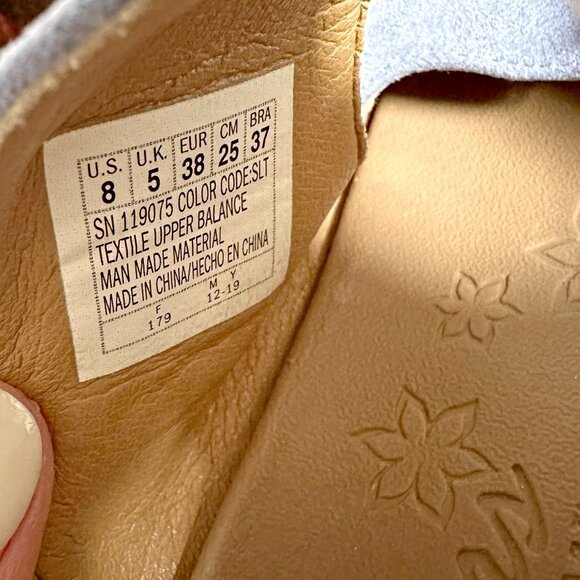 U.S. U.K. EUR CM BRA
8 5 38 25 37
SN 119075 COLOR CODE:SLT
TEXTILE UPPER BALANCE
MAN MADE MATERIAL
MADE IN CHINA/HECHO EN CHINA
F M Y
179 12-19